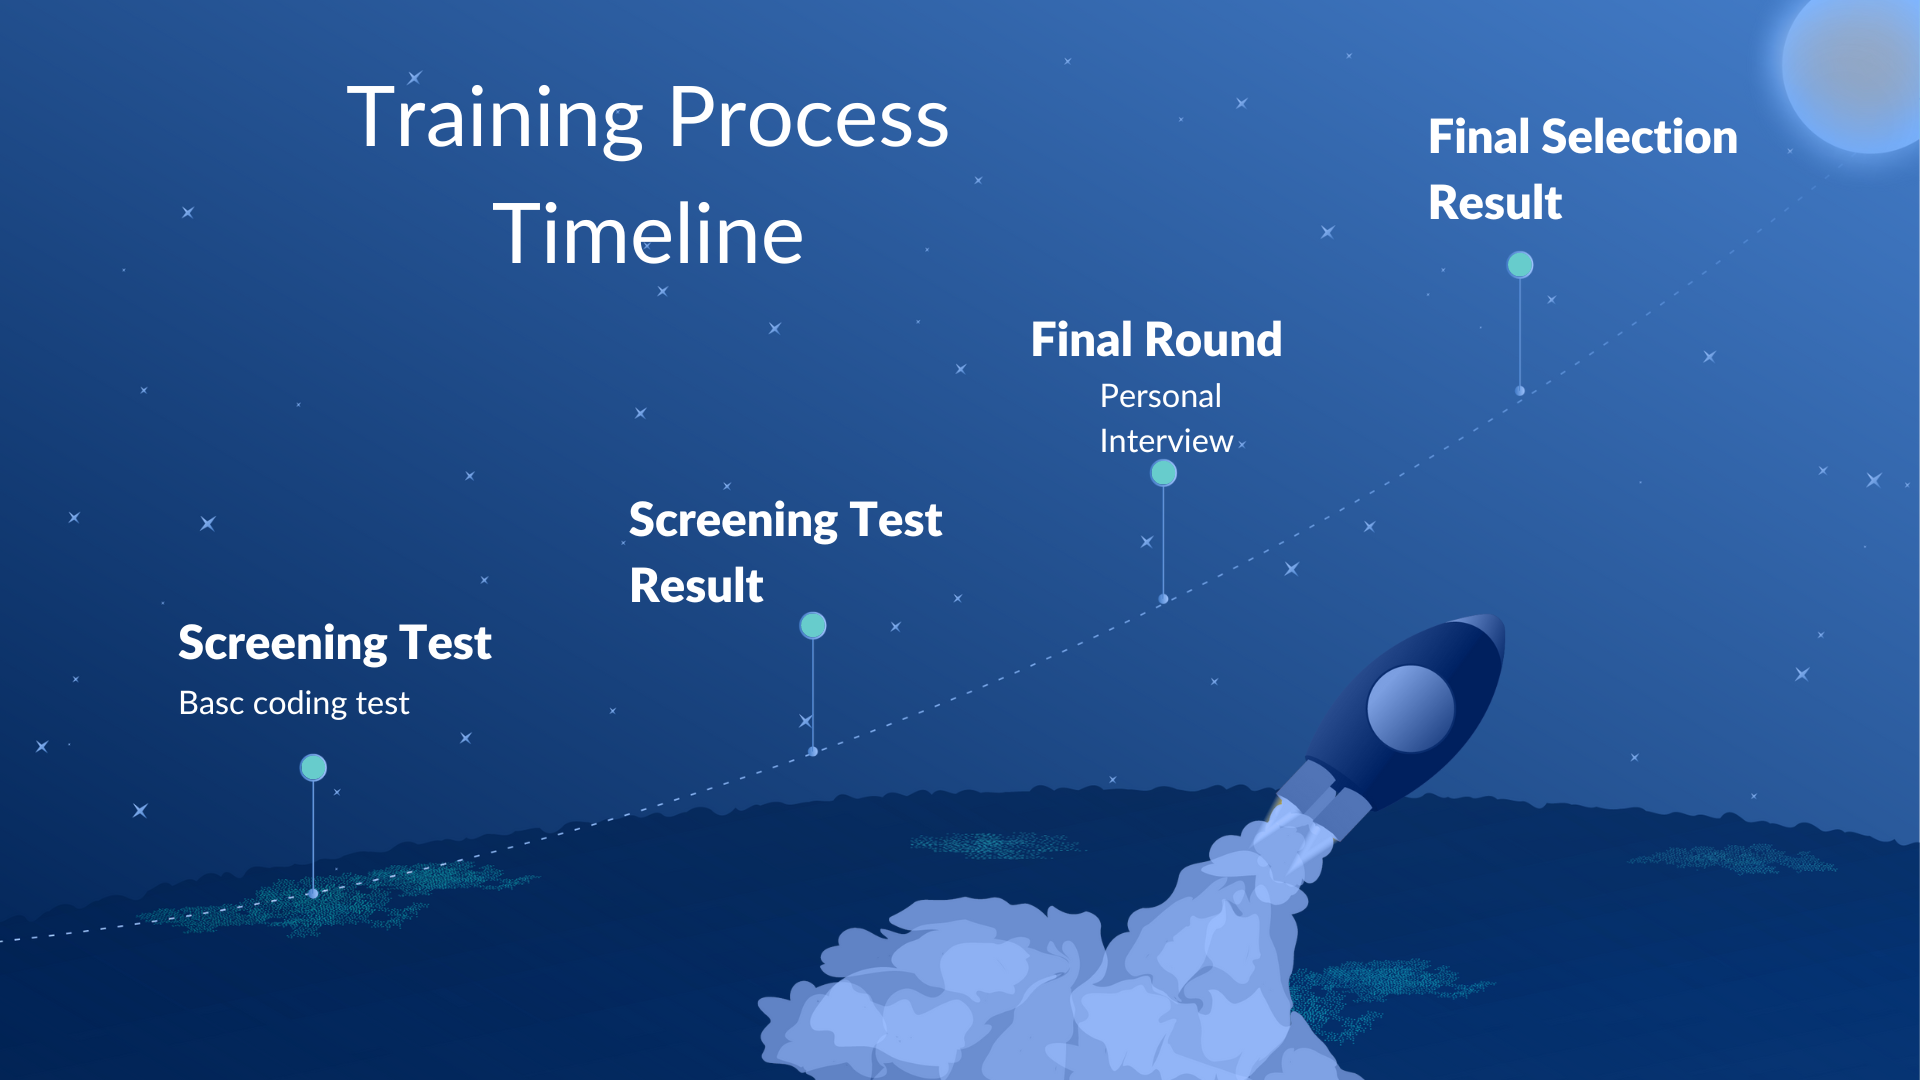 Training Process
Timeline
Final Selection
Result
Final Round
Personal
Interview
Screening Test
Result
Screening Test
Basc coding test